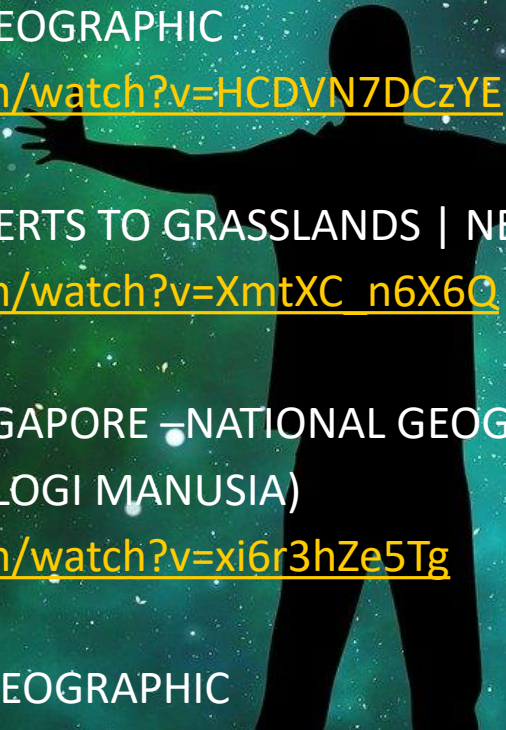 EOGRAPHIC
/watch?v=HCDVN7DCzYE
ERTS TO GRASSLANDS | NE
/watch?v=XmtXC_n6X6Q
GAPORE –NATIONAL GEOG
LOGI MANUSIA)
/watch?v=xi6r3hZe5Tg
EOGRAPHIC